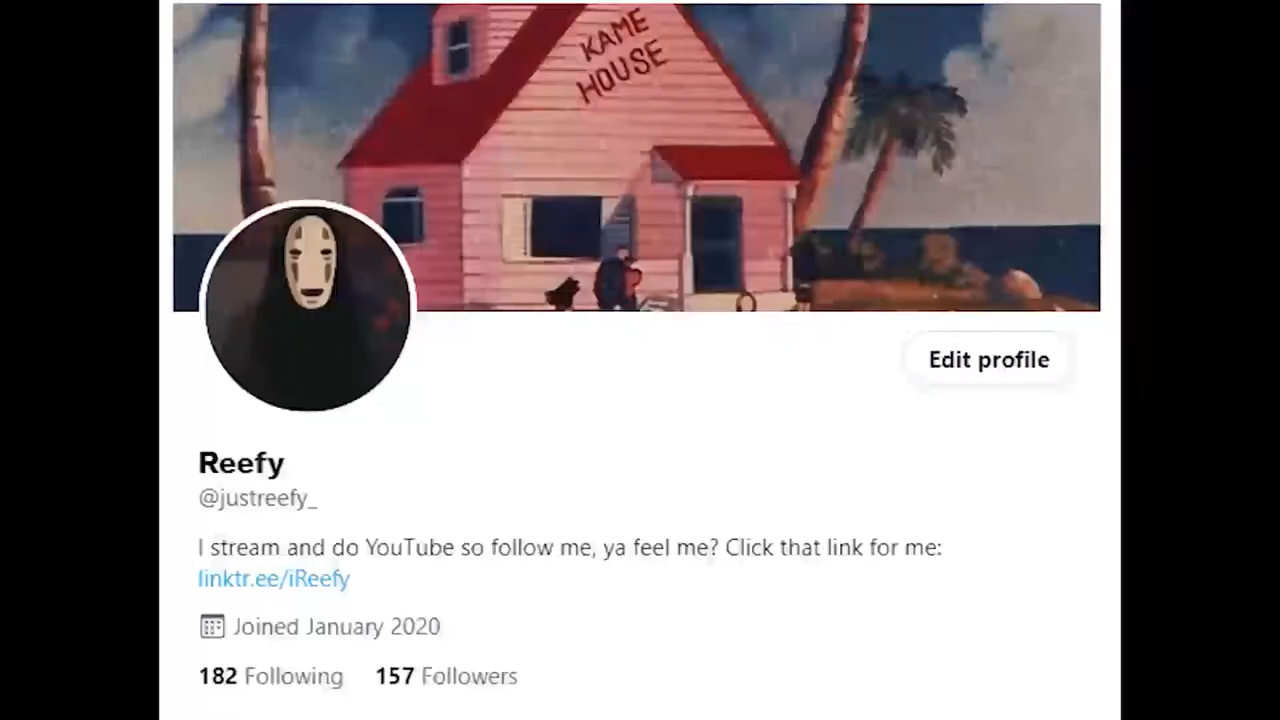 KAME
HOUSE
Edit profile
Reefy
@justreefy_
I stream and do YouTube so follow me, ya feel me? Click that link for me:
linktr.ee/iReefy
Joined January 2020
182 Following 157 Followers